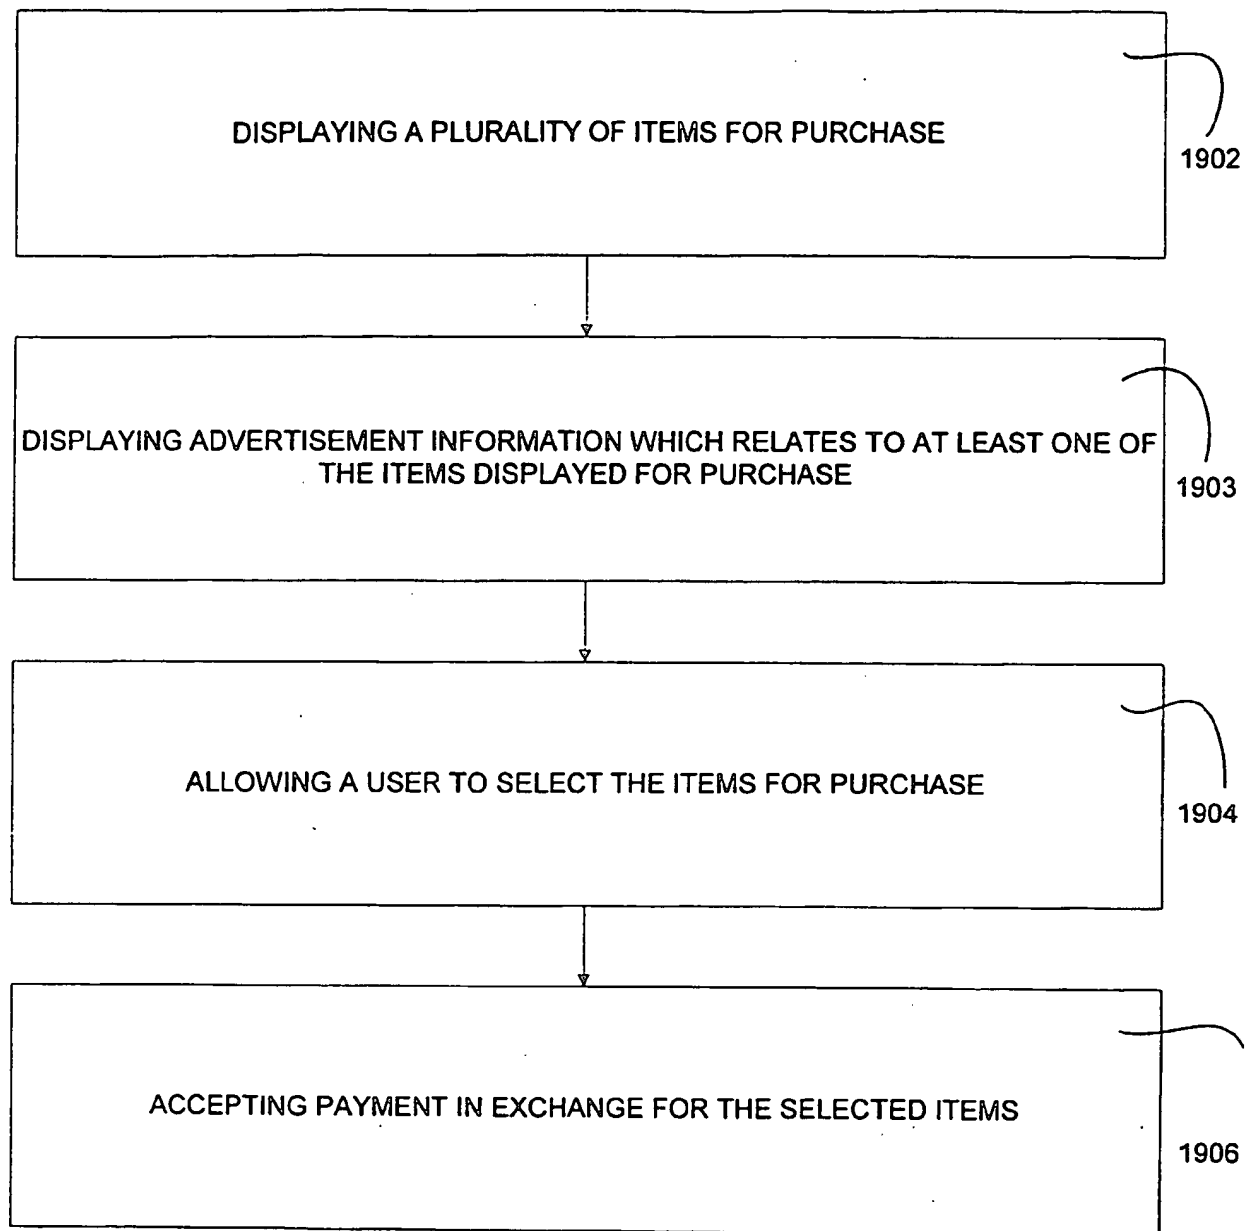 DISPLAYING A PLURALITY OF ITEMS FOR PURCHASE
1902
DISPLAYING ADVERTISEMENT INFORMATION WHICH RELATES TO AT LEAST ONE OF
THE ITEMS DISPLAYED FOR PURCHASE
1903
ALLOWING A USER TO SELECT THE ITEMS FOR PURCHASE
1904
ACCEPTING PAYMENT IN EXCHANGE FOR THE SELECTED ITEMS
1906